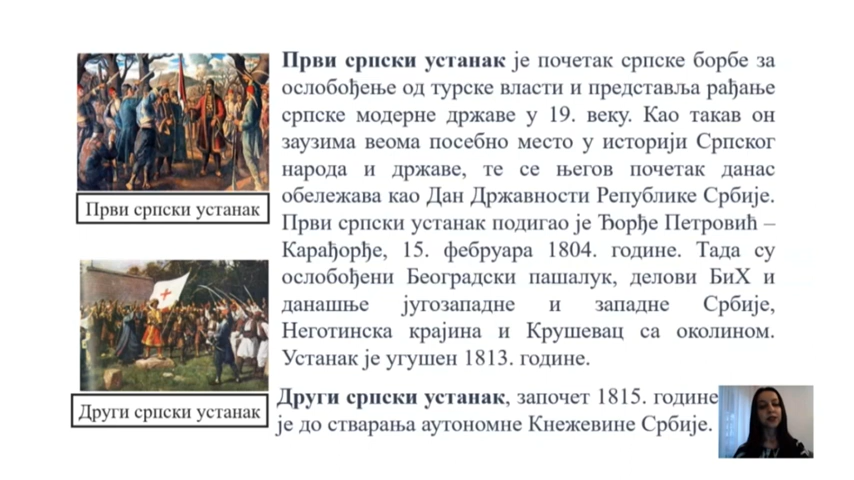 Први српски устанак је почетак српске борбе за
ослобођење од турске власти и представља рађање
српске модерне државе у 19. веку. Као такав он
заузима веома посебно место у историји Српског
народа и државе, те се његов почетак данас
обележава као Дан Државности Републике Србије.
Први српски устанак подигао је Ђорђе Петровић –
Карађорђе, 15. фебруара 1804. године. Тада су
ослобођени Београдски пашалук, делови БиХ и
данашње југозападне и западне Србије,
Неготинска крајина и Крушевац са околином.
Устанак је угушен 1813. године.
Први српски устанак
Други српски устанак, започет 1815. године
је до стварања аутономне Кнежевине Србије.
Други српски устанак